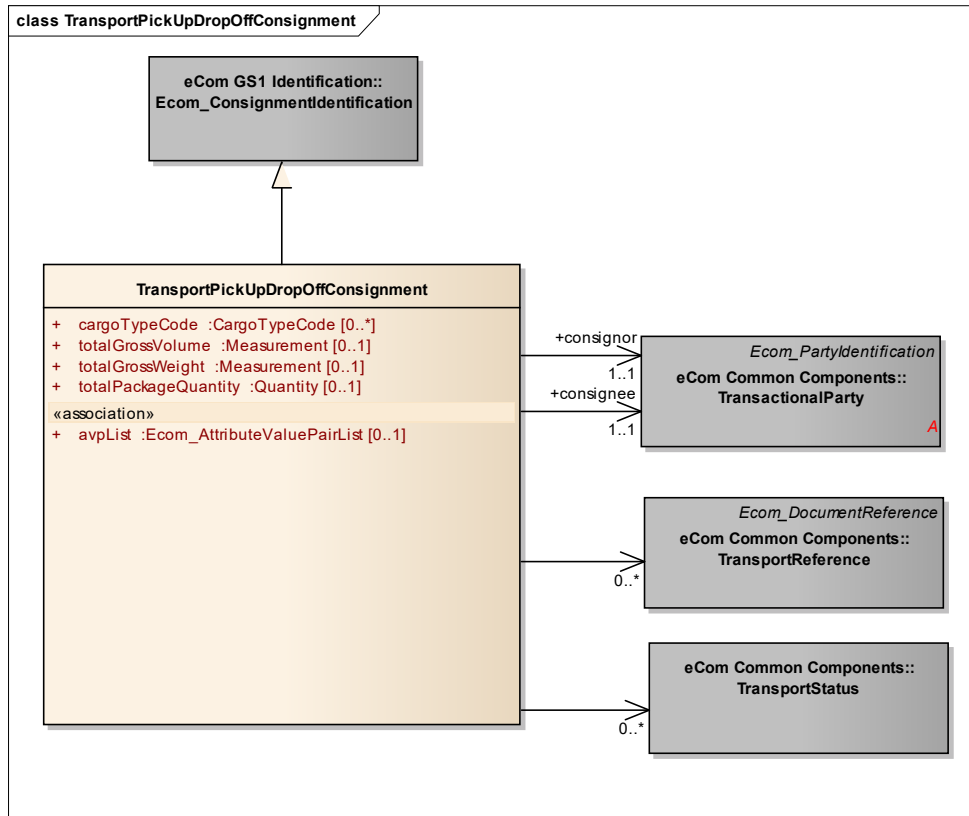 class TransportPickUpDropOffConsignment
eCom GS1 Identification::
Ecom_ConsignmentIdentification
TransportPickUpDropOffConsignment
+ cargoTypeCode :CargoTypeCode [0..*]
+ totalGrossVolume :Measurement [0..1]
+ totalGrossWeight :Measurement [0..1]
+ totalPackageQuantity :Quantity [0..1]
«association»
+ avpList :Ecom_AttributeValuePairList [0..1]
+consignor
1..1
+consignee
1..1
Ecom_PartyIdentification
eCom Common Components::
TransactionalParty
A
Ecom_DocumentReference
eCom Common Components::
TransportReference
0..*
eCom Common Components::
TransportStatus
0..*